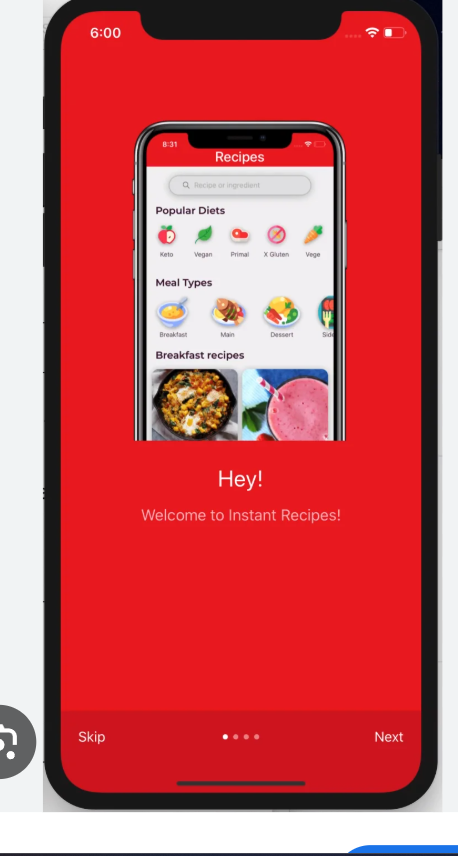 6:00
8:31
Recipes
Recipe or ingredient
Popular Diets
Keto Vegan Primal X Gluten Vege
Meal Types
Breakfast Main Dessert Side
Breakfast recipes
Hey!
Welcome to Instant Recipes!
Skip Next